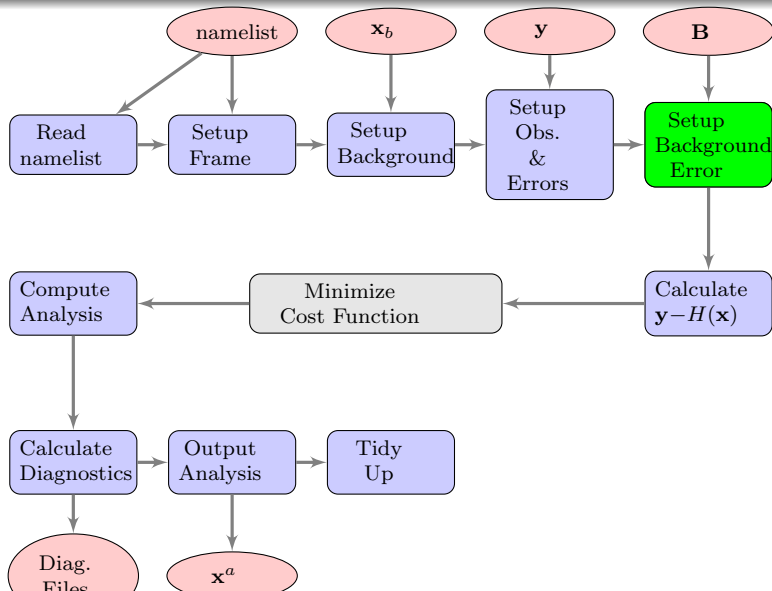 namelist
x_b
y
B
Read
namelist
Setup
Frame
Setup
Background
Setup
Obs.
&
Errors
Setup
Background
Error
Compute
Analysis
Minimize
Cost Function
Calculate
y−H(x)
Calculate
Diagnostics
Output
Analysis
Tidy
Up
Diag.
Files
x^a